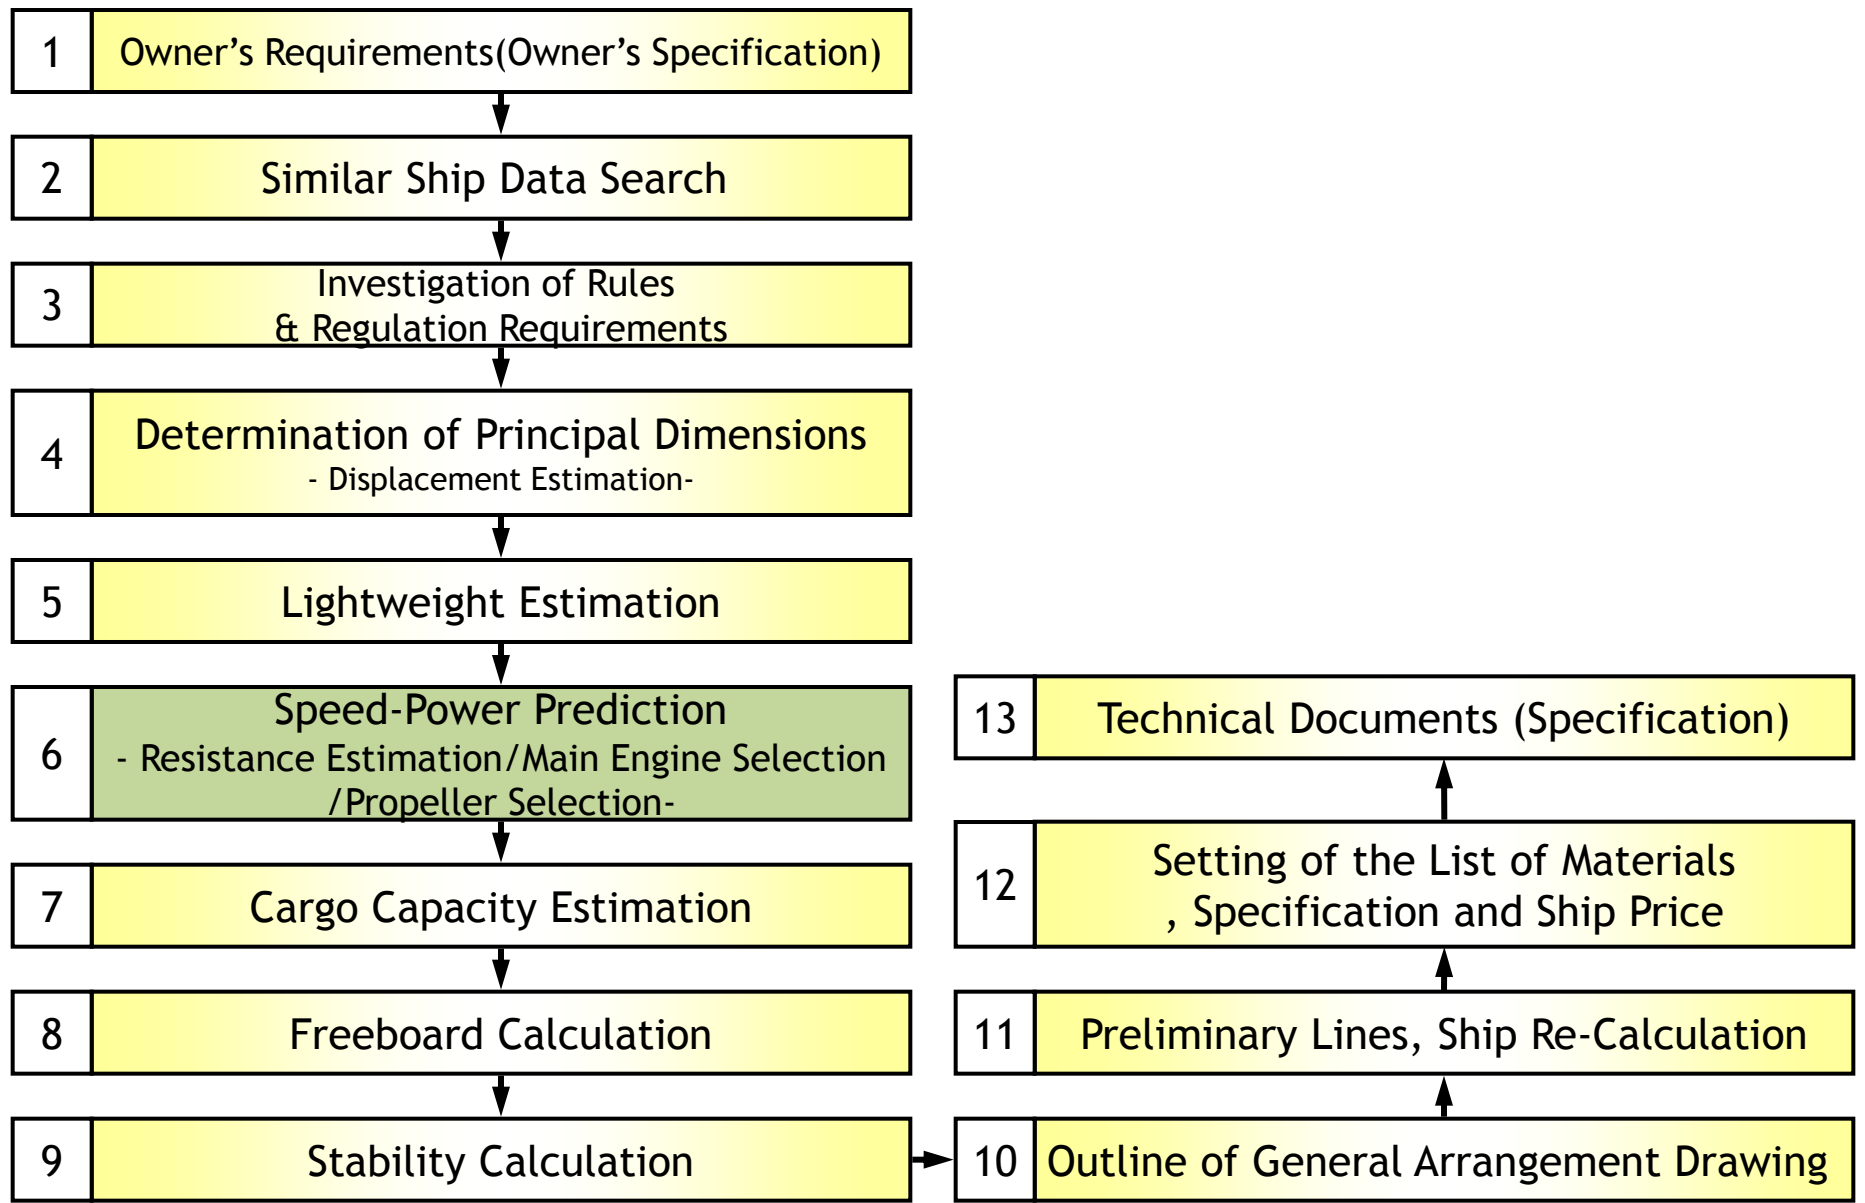 1 Owner’s Requirements(Owner’s Specification)
2 Similar Ship Data Search
3 Investigation of Rules
& Regulation Requirements
4 Determination of Principal Dimensions
- Displacement Estimation-
5 Lightweight Estimation
6 Speed-Power Prediction
- Resistance Estimation/Main Engine Selection
/Propeller Selection-
7 Cargo Capacity Estimation
8 Freeboard Calculation
9 Stability Calculation
10 Outline of General Arrangement Drawing
11 Preliminary Lines, Ship Re-Calculation
12 Setting of the List of Materials
, Specification and Ship Price
13 Technical Documents (Specification)